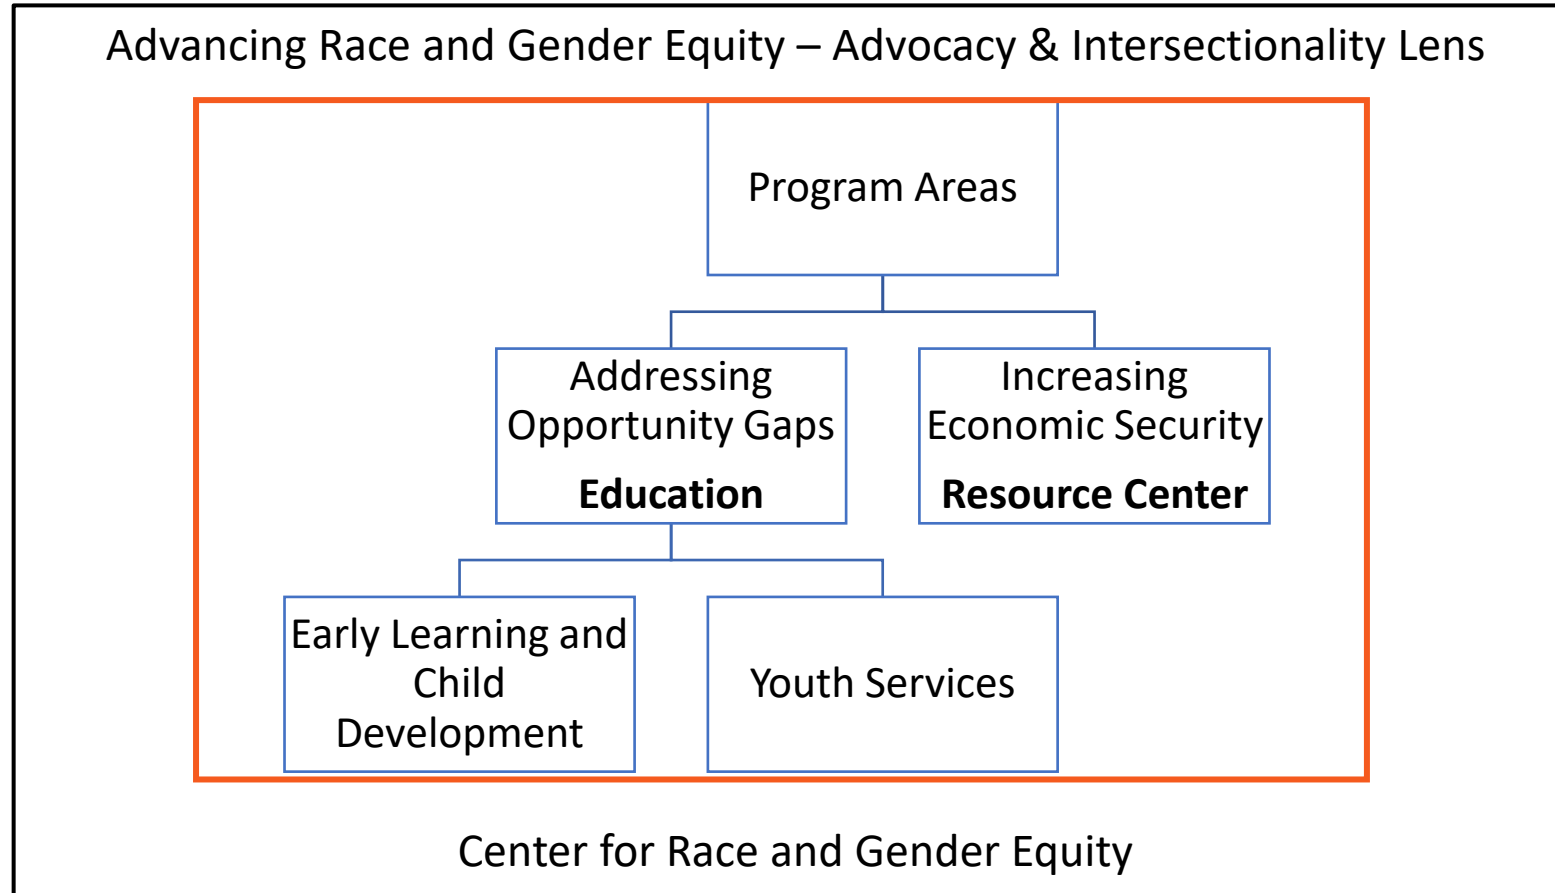 Advancing Race and Gender Equity – Advocacy & Intersectionality Lens
Program Areas
Addressing
Opportunity Gaps
Education
Increasing
Economic Security
Resource Center
Early Learning and
Child
Development
Youth Services
Center for Race and Gender Equity